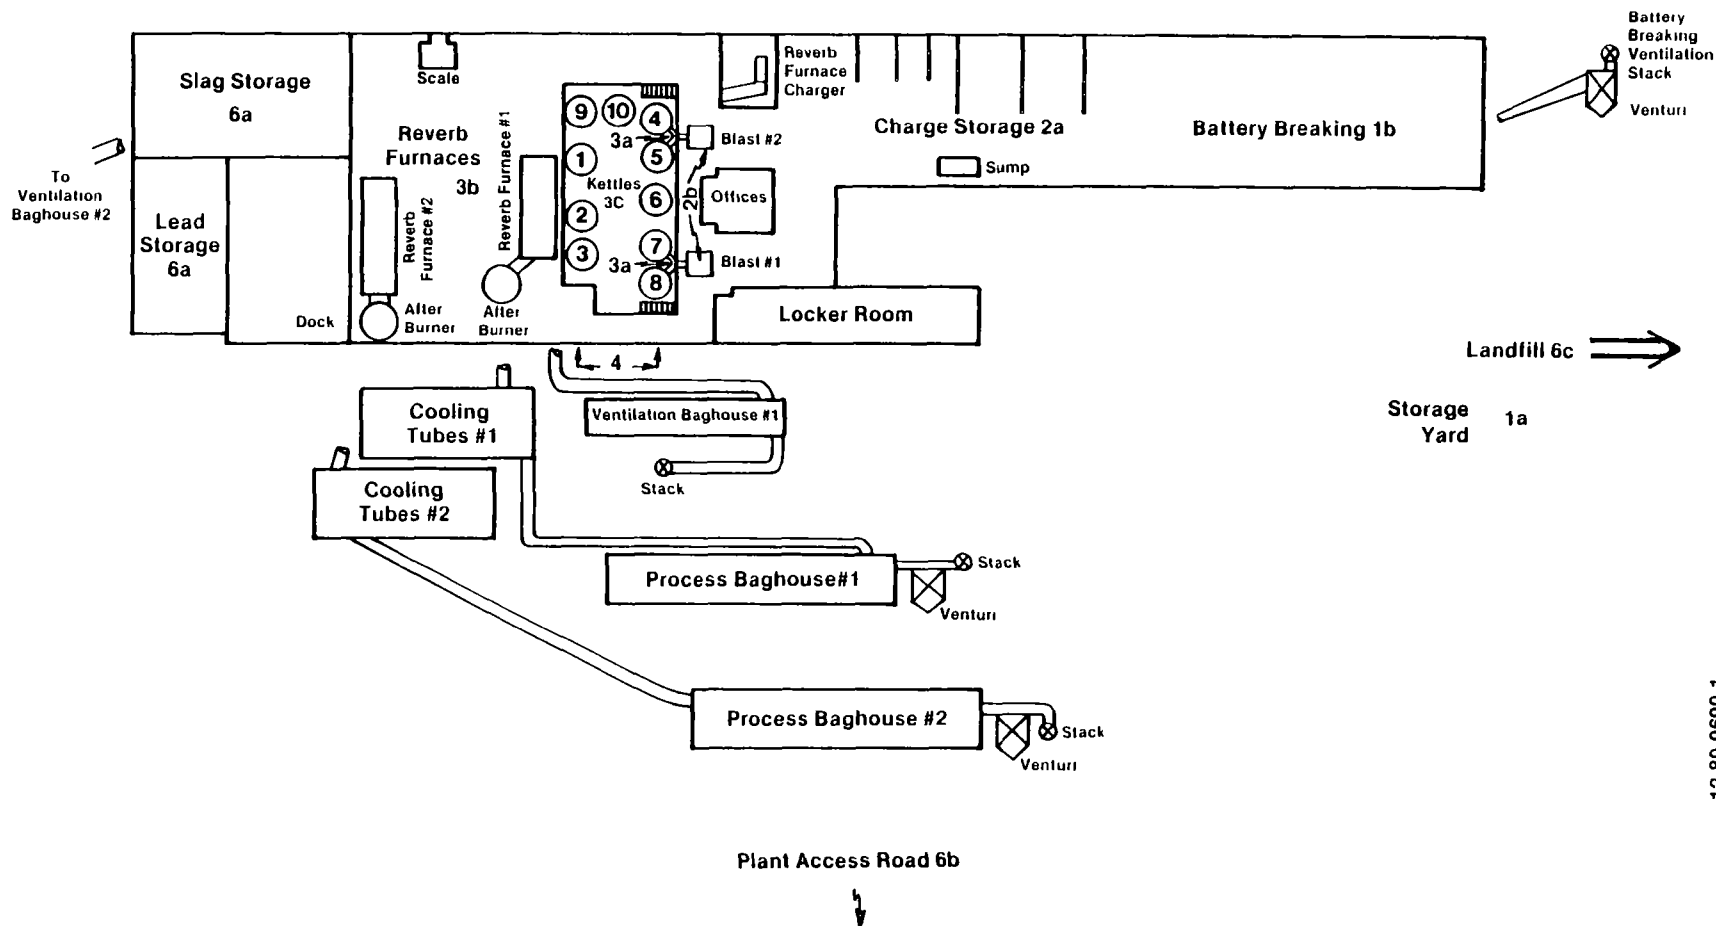 Battery
Breaking
Ventilation
Stack
Venturi
Slag Storage
6a
Scale
Reverb
Furnace
Charger
Reverb
Furnaces
3b
Reverb Furnace #1
9
10
4
3a
5
Blast #2
1
Kettles
3C
6
2b
Offices
2
7
3
3a
8
Blast #1
Charge Storage 2a
Battery Breaking 1b
Sump
To
Ventilation
Baghouse #2
Lead
Storage
6a
Reverb
Furnace #2
Dock
After
Burner
After
Burner
Locker Room
4
Landfill 6c
Cooling
Tubes #1
Ventilation Baghouse #1
Storage
Yard
1a
Stack
Cooling
Tubes #2
Process Baghouse#1
Stack
Venturi
Process Baghouse #2
Stack
Venturi
Plant Access Road 6b